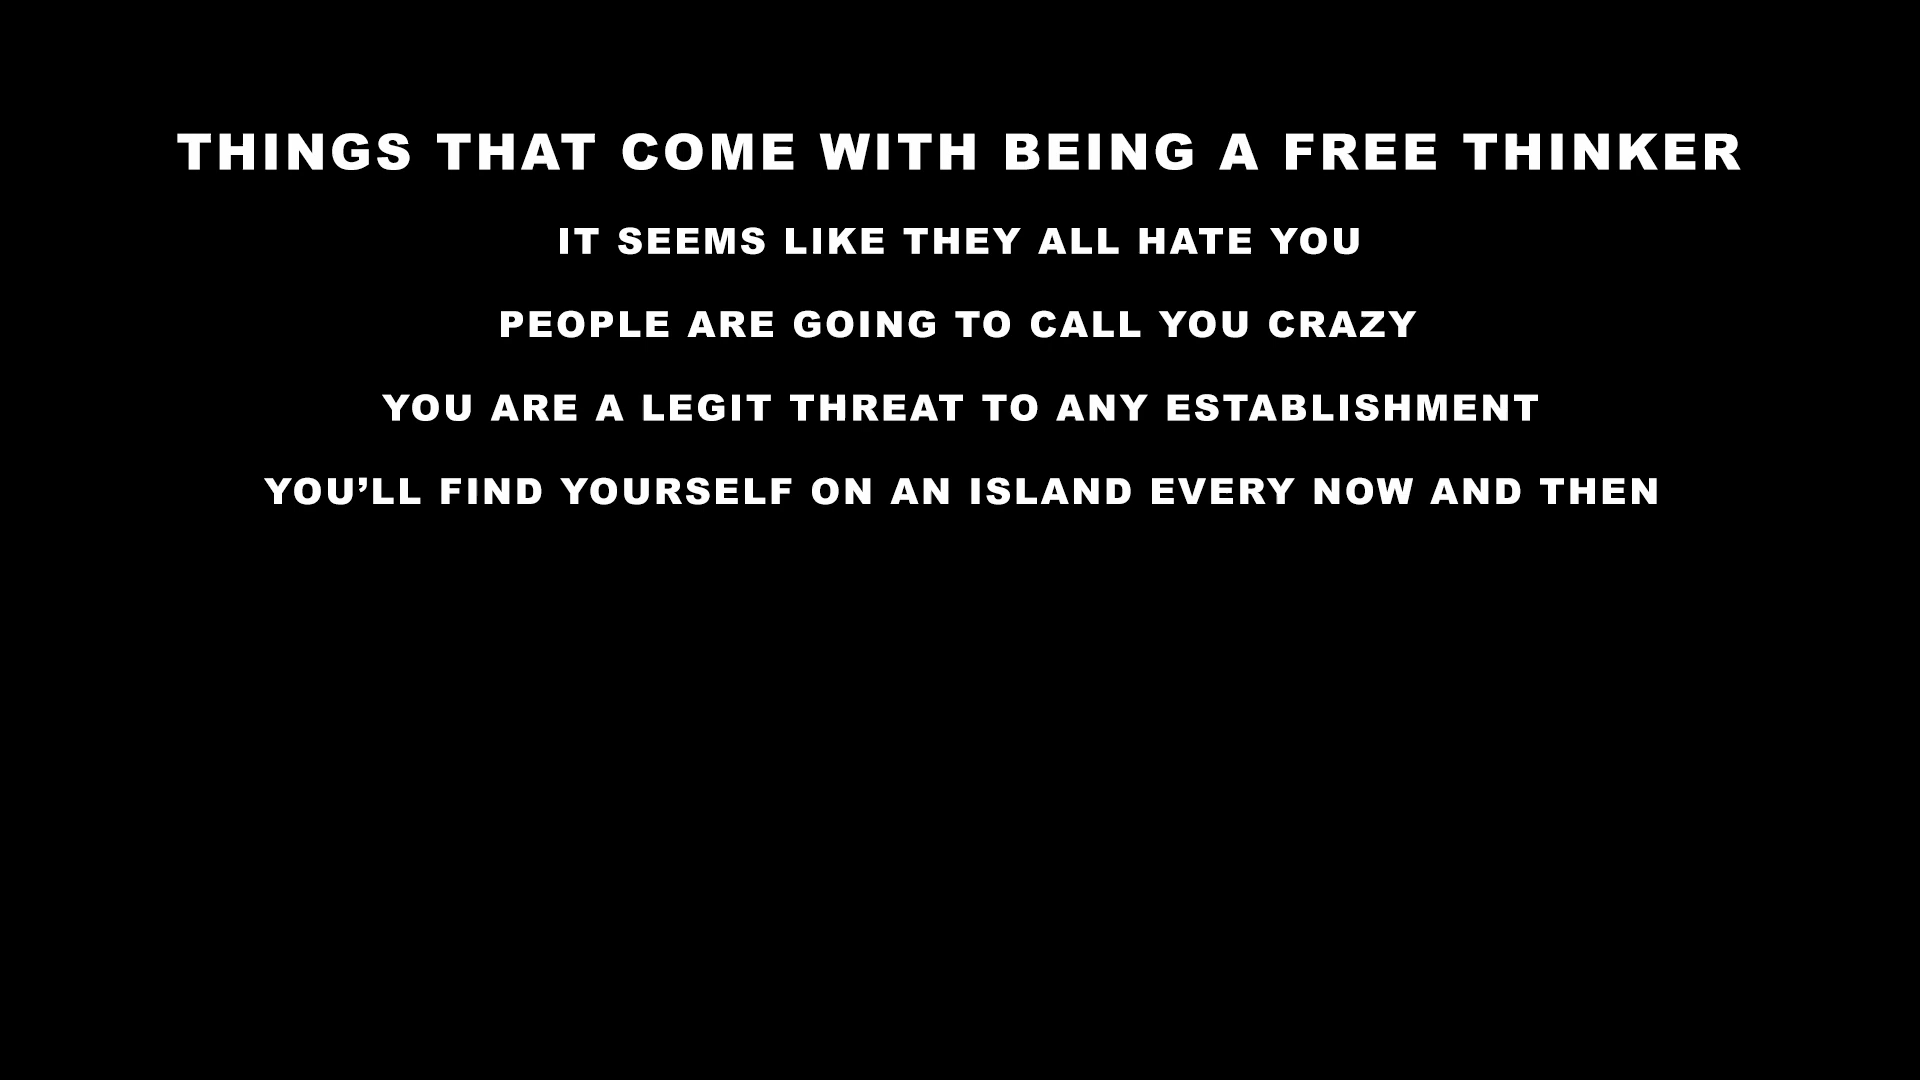 THINGS THAT COME WITH BEING A FREE THINKER
IT SEEMS LIKE THEY ALL HATE YOU
PEOPLE ARE GOING TO CALL YOU CRAZY
YOU ARE A LEGIT THREAT TO ANY ESTABLISHMENT
YOU’LL FIND YOURSELF ON AN ISLAND EVERY NOW AND THEN